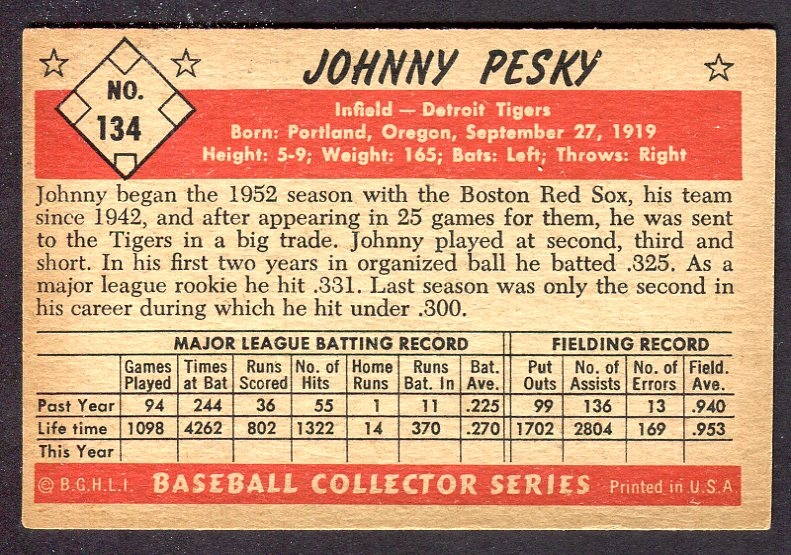 JOHNNY PESKY
NO.
134
Infield — Detroit Tigers
Born: Portland, Oregon, September 27, 1919
Height: 5-9; Weight: 165; Bats: Left; Throws: Right
Johnny began the 1952 season with the Boston Red Sox, his team
since 1942, and after appearing in 25 games for them, he was sent
to the Tigers in a big trade. Johnny played at second, third and
short. In his first two years in organized ball he batted .325. As a
major league rookie he hit .331. Last season was only the second in
his career during which he hit under .300.
MAJOR LEAGUE BATTING RECORD FIELDING RECORD
Games Times Runs No. of Home Runs Bat. Put No. of No. of Field.
Played at Bat Scored Hits Runs Bat. In Ave. Outs Assists Errors Ave.
Past Year 94 244 36 55 1 11 .225 99 136 13 .940
Life time 1098 4262 802 1322 14 370 .270 1702 2804 169 .953
This Year
© B.G.H.L.I. BASEBALL COLLECTOR SERIES Printed in U.S.A